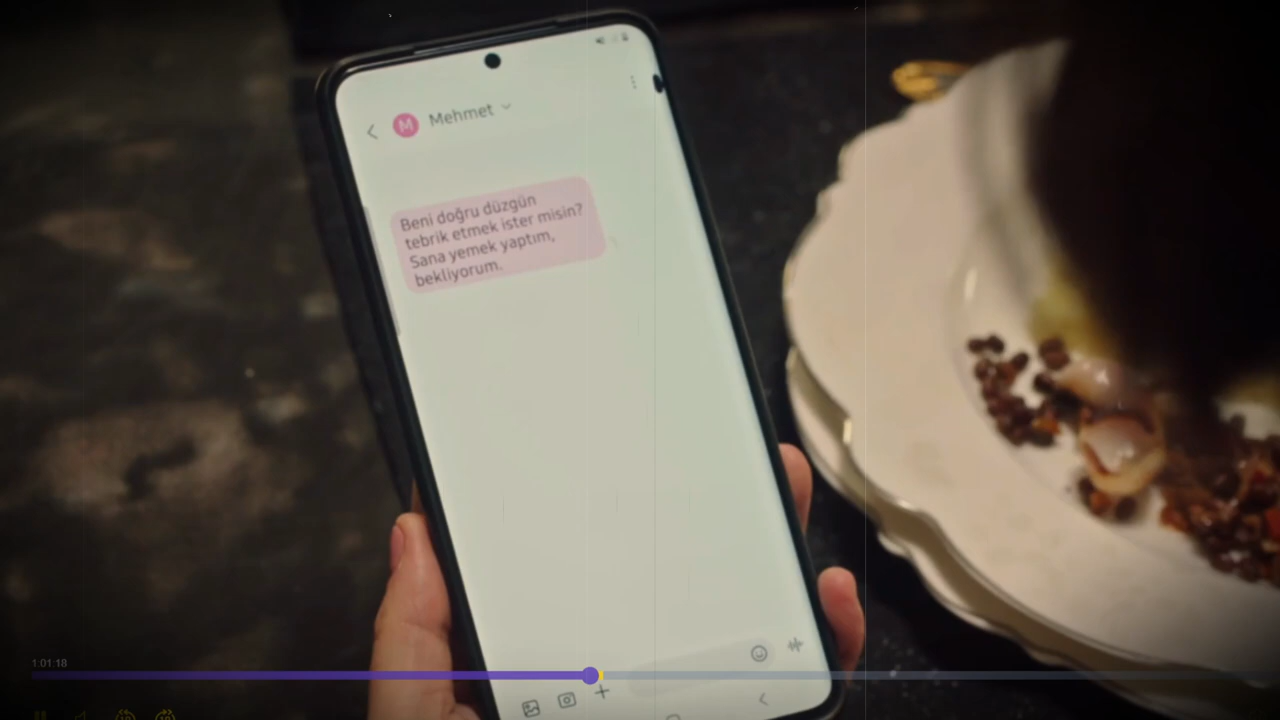 M Mehmet
Beni doğru düzgün
tebrik etmek ister misin?
Sana yemek yaptım,
bekliyorum.
1:01:18